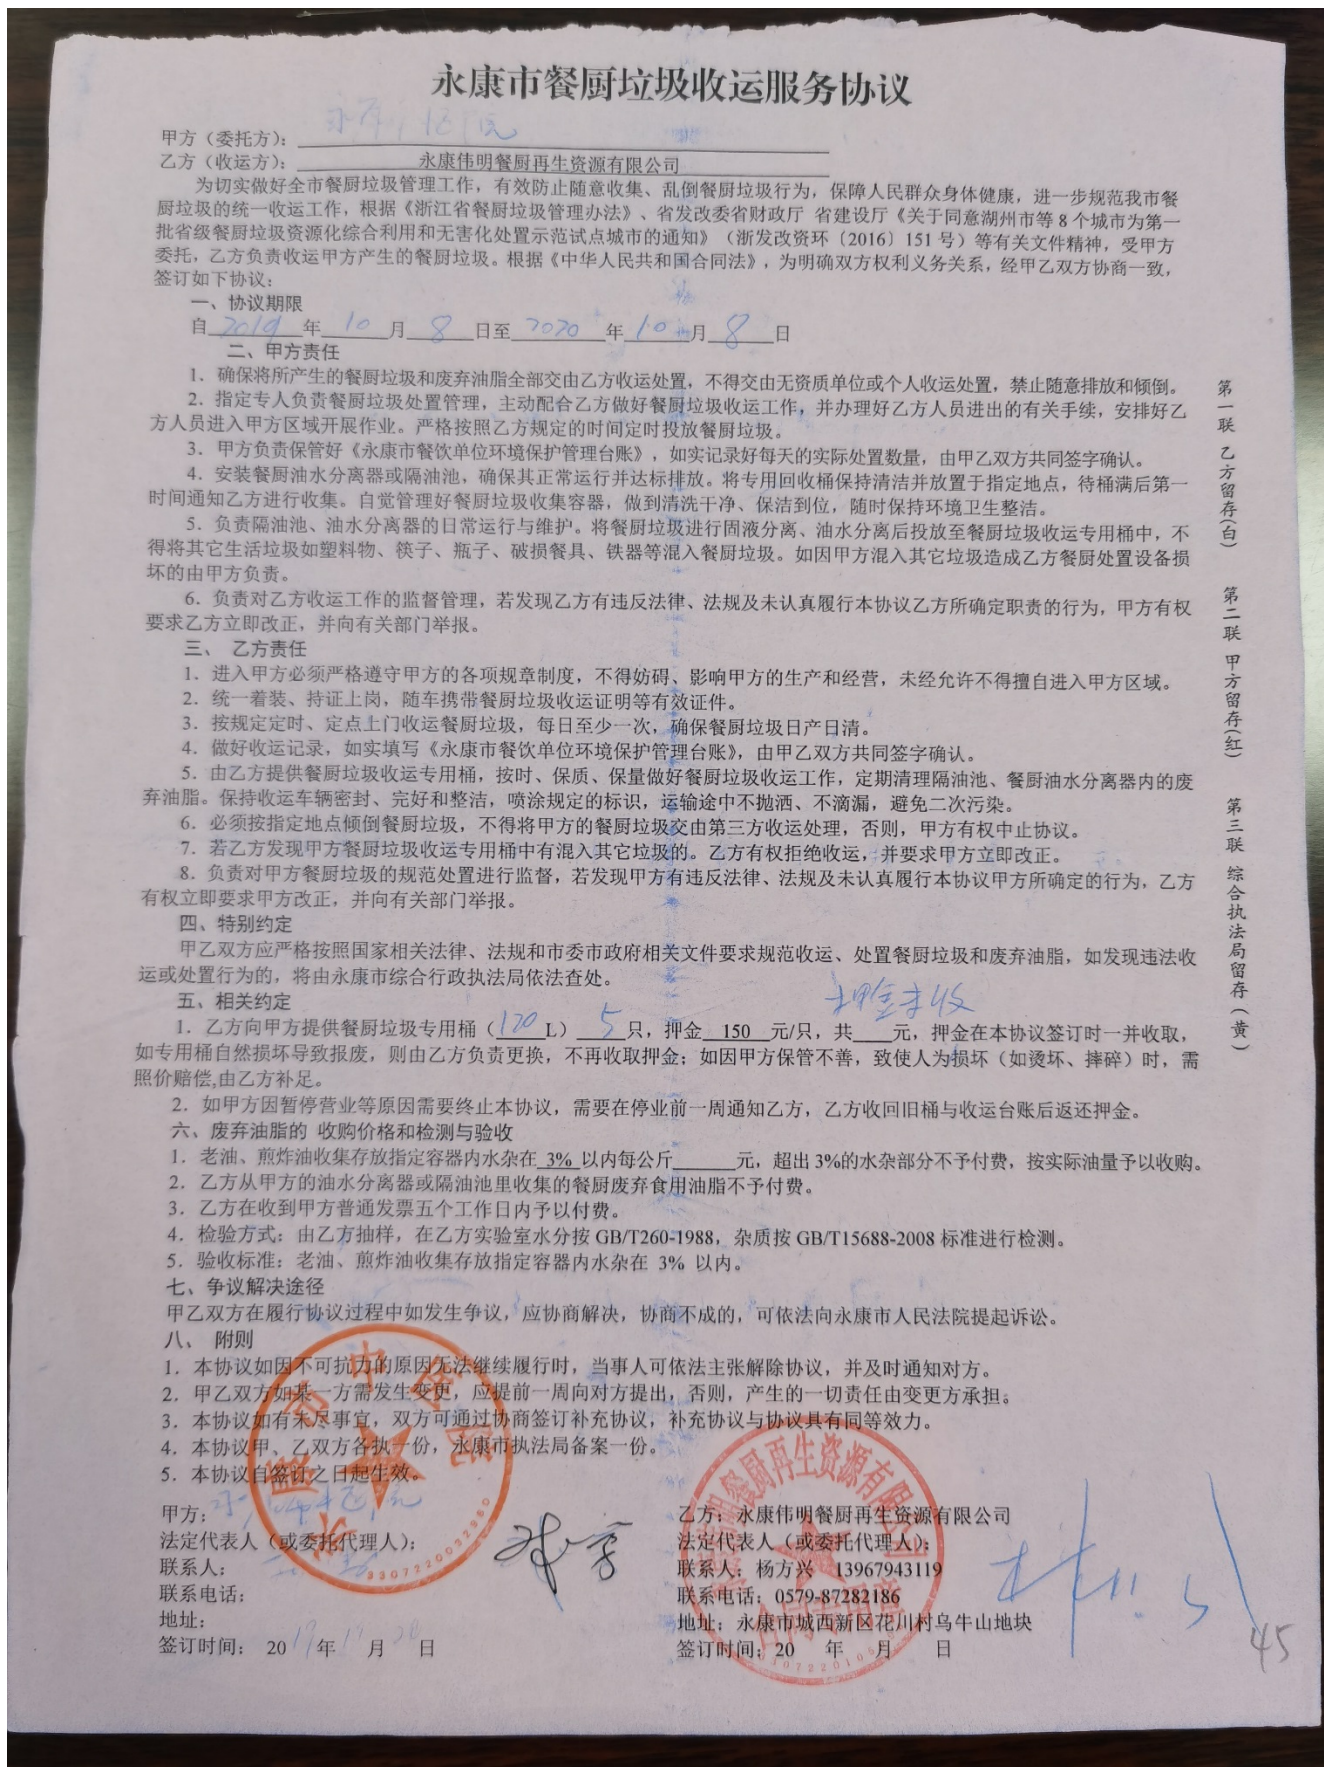 永康市餐厨垃圾收运服务协议
甲方（委托方）：
乙方（收运方）： 永康伟明餐厨再生资源有限公司
为切实做好全市餐厨垃圾管理工作，有效防止随意收集、乱倒餐厨垃圾行为，保障人民群众身体健康，进一步规范我市餐
厨垃圾的统一收运工作，根据《浙江省餐厨垃圾管理办法》、省发改委省财政厅 省建设厅《关于同意湖州市等 8 个城市为第一
批省级餐厨垃圾资源化综合利用和无害化处置示范试点城市的通知》（浙发改资环〔2016〕151 号）等有关文件精神，受甲方
委托，乙方负责收运甲方产生的餐厨垃圾。根据《中华人民共和国合同法》，为明确双方权利义务关系，经甲乙双方协商一致，
签订如下协议：
一、协议期限
自 2019 年 10 月 8 日至 2020 年 10 月 8 日
二、甲方责任
1．确保将所产生的餐厨垃圾和废弃油脂全部交由乙方收运处置，不得交由无资质单位或个人收运处置，禁止随意排放和倾倒。
2．指定专人负责餐厨垃圾处置管理，主动配合乙方做好餐厨垃圾收运工作，并办理好乙方人员进出的有关手续，安排好乙
方人员进入甲方区域开展作业。严格按照乙方规定的时间定时投放餐厨垃圾。
3．甲方负责保管好《永康市餐饮单位环境保护管理台账》，如实记录好每天的实际处置数量，由甲乙双方共同签字确认。
4．安装餐厨油水分离器或隔油池，确保其正常运行并达标排放。将专用回收桶保持清洁并放置于指定地点，待桶满后第一
时间通知乙方进行收集。自觉管理好餐厨垃圾收集容器，做到清洗干净、保洁到位，随时保持环境卫生整洁。
5．负责隔油池、油水分离器的日常运行与维护。将餐厨垃圾进行固液分离、油水分离后投放至餐厨垃圾收运专用桶中，不
得将其它生活垃圾如塑料物、筷子、瓶子、破损餐具、铁器等混入餐厨垃圾。如因甲方混入其它垃圾造成乙方餐厨处置设备损
坏的由甲方负责。
6．负责对乙方收运工作的监督管理，若发现乙方有违反法律、法规及未认真履行本协议乙方所确定职责的行为，甲方有权
要求乙方立即改正，并向有关部门举报。
三、 乙方责任
1．进入甲方必须严格遵守甲方的各项规章制度，不得妨碍、影响甲方的生产和经营，未经允许不得擅自进入甲方区域。
2．统一着装、持证上岗，随车携带餐厨垃圾收运证明等有效证件。
3．按规定定时、定点上门收运餐厨垃圾，每日至少一次，确保餐厨垃圾日产日清。
4．做好收运记录，如实填写《永康市餐饮单位环境保护管理台账》，由甲乙双方共同签字确认。
5．由乙方提供餐厨垃圾收运专用桶，按时、保质、保量做好餐厨垃圾收运工作，定期清理隔油池、餐厨油水分离器内的废
弃油脂。保持收运车辆密封、完好和整洁，喷涂规定的标识，运输途中不抛洒、不滴漏，避免二次污染。
6．必须按指定地点倾倒餐厨垃圾，不得将甲方的餐厨垃圾交由第三方收运处理，否则，甲方有权中止协议。
7．若乙方发现甲方餐厨垃圾收运专用桶中有混入其它垃圾的。乙方有权拒绝收运，并要求甲方立即改正。
8．负责对甲方餐厨垃圾的规范处置进行监督，若发现甲方有违反法律、法规及未认真履行本协议甲方所确定的行为，乙方
有权立即要求甲方改正，并向有关部门举报。
四、特别约定
甲乙双方应严格按照国家相关法律、法规和市委市政府相关文件要求规范收运、处置餐厨垃圾和废弃油脂，如发现违法收
运或处置行为的，将由永康市综合行政执法局依法查处。
五、相关约定
押金未收
1．乙方向甲方提供餐厨垃圾专用桶（120 L） 5 只，押金 150 元/只，共 元，押金在本协议签订时一并收取，
如专用桶自然损坏导致报废，则由乙方负责更换，不再收取押金；如因甲方保管不善，致使人为损坏（如烫坏、摔碎）时，需
照价赔偿,由乙方补足。
2．如甲方因暂停营业等原因需要终止本协议，需要在停业前一周通知乙方，乙方收回旧桶与收运台账后返还押金。
六、废弃油脂的 收购价格和检测与验收
1．老油、煎炸油收集存放指定容器内水杂在 3% 以内每公斤 元，超出 3%的水杂部分不予付费，按实际油量予以收购。
2．乙方从甲方的油水分离器或隔油池里收集的餐厨废弃食用油脂不予付费。
3．乙方在收到甲方普通发票五个工作日内予以付费。
4．检验方式：由乙方抽样，在乙方实验室水分按 GB/T260-1988，杂质按 GB/T15688-2008 标准进行检测。
5．验收标准：老油、煎炸油收集存放指定容器内水杂在 3% 以内。
七、争议解决途径
甲乙双方在履行协议过程中如发生争议，应协商解决，协商不成的，可依法向永康市人民法院提起诉讼。
八、 附则
1．本协议如因不可抗力的原因无法继续履行时，当事人可依法主张解除协议，并及时通知对方。
2．甲乙双方如某一方需发生变更，应提前一周向对方提出，否则，产生的一切责任由变更方承担。
3．本协议如有未尽事宜，双方可通过协商签订补充协议，补充协议与协议具有同等效力。
4．本协议甲、乙双方各执一份，永康市执法局备案一份。
5．本协议自签订之日起生效。
甲方：
法定代表人（或委托代理人）：
联系人：
联系电话：
地址：
签订时间： 20 年 月 日
乙方：永康伟明餐厨再生资源有限公司
法定代表人（或委托代理人）：
联系人：杨方兴 13967943119
联系电话：0579-87282186
地址：永康市城西新区花川村乌牛山地块
签订时间：20 年 月 日
45
第一联 乙方留存（白） 第二联 甲方留存（红） 第三联 综合执法局留存（黄）